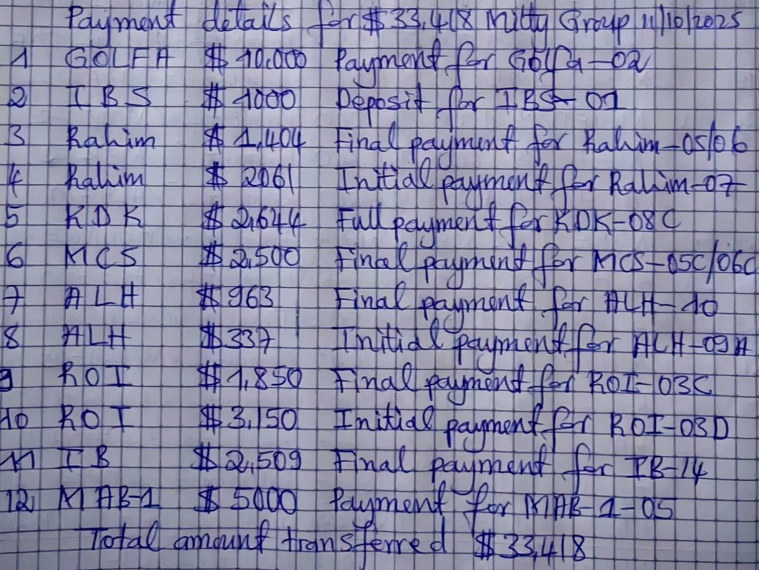 Payment details for $ 33,418 Mitty Group 11/10/2025
1 GOLFA $ 10,000 Payment for Golfa-02
2 IBS $ 1000 Deposit for IBS-01
3 Rahim $ 1,404 Final payment for Rahim-05/06
4 Rahim $ 2061 Initial payment for Rahim-07
5 KDK $ 2,644 Full payment for KDK-08C
6 MCS $ 2,500 Final payment for MCS-05C/06C
7 ALH $ 963 Final payment for ALH-10
8 ALH $ 337 Initial payment for ALH-09A
9 ROI $ 1,850 Final payment for ROI-03C
10 ROI $ 3,150 Initial payment for ROI-03D
11 IB $ 2,509 Final payment for IB-14
12 MAB-1 $ 5000 Payment for MAB-1-05
Total amount transferred $ 33,418